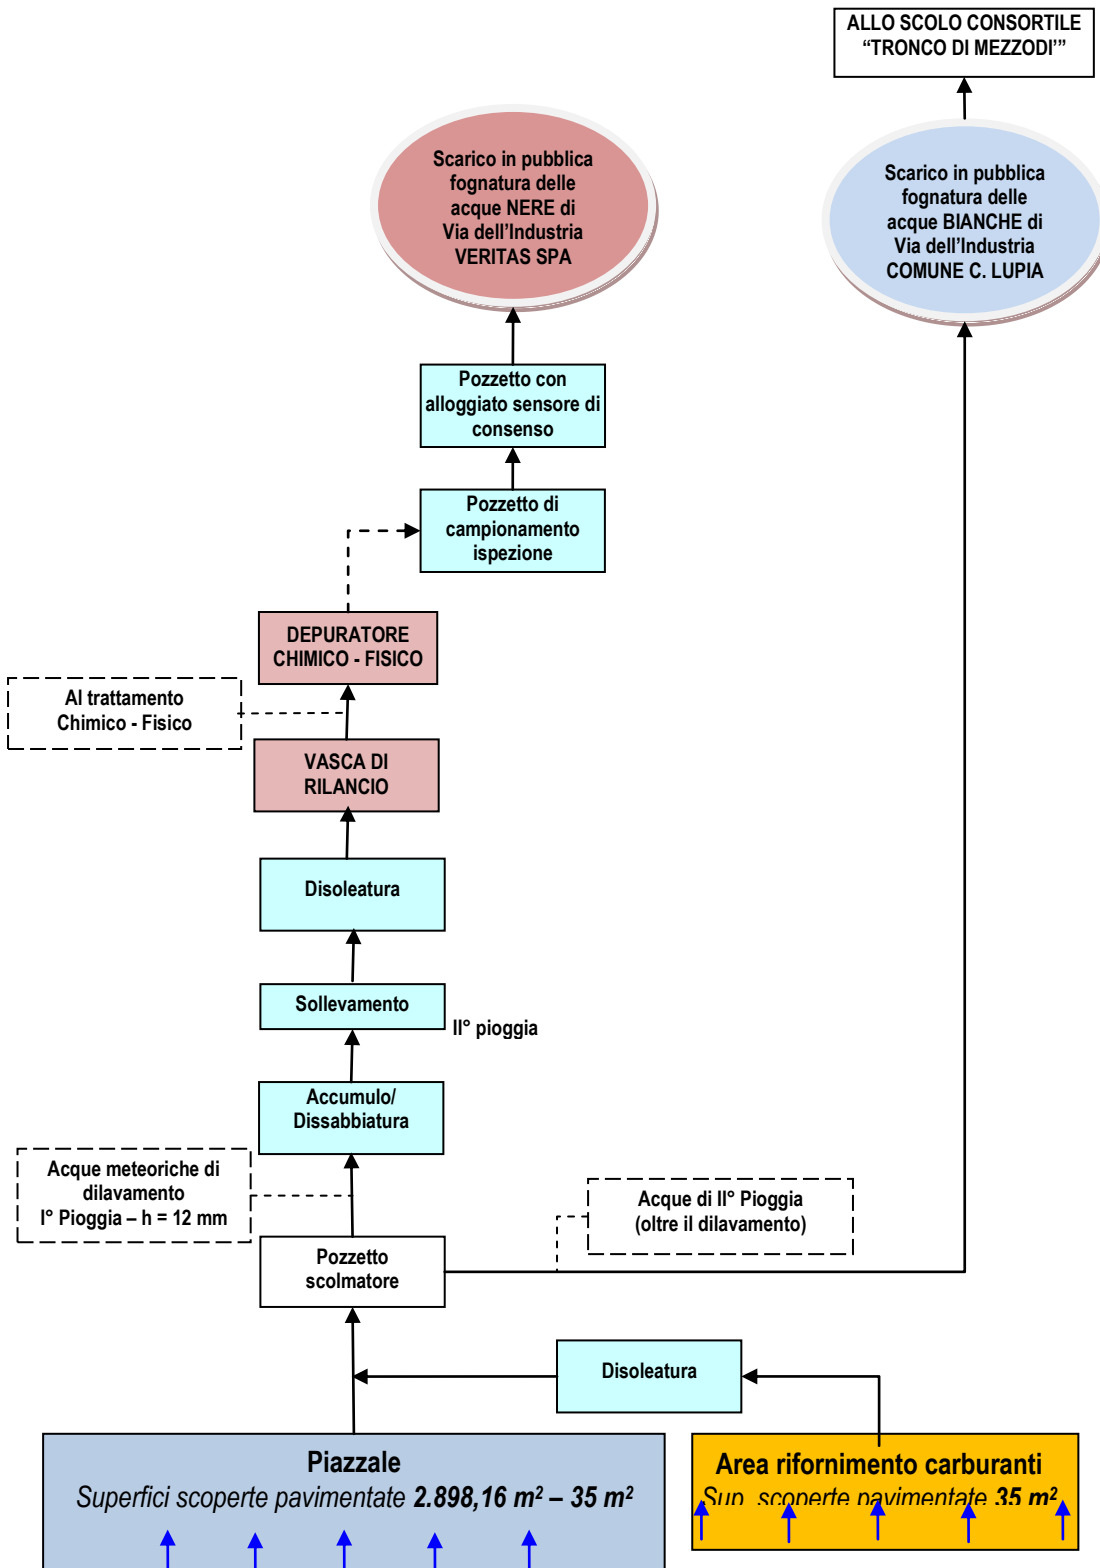 ALLO SCOLO CONSORTILE
“TRONCO DI MEZZODI’”
Scarico in pubblica
fognatura delle
acque NERE di
Via dell’Industria
VERITAS SPA
Scarico in pubblica
fognatura delle
acque BIANCHE di
Via dell’Industria
COMUNE C. LUPIA
Pozzetto con
alloggiato sensore di
consenso
Pozzetto di
campionamento
ispezione
DEPURATORE
CHIMICO - FISICO
Al trattamento
Chimico - Fisico
VASCA DI
RILANCIO
Disoleatura
Sollevamento
II° pioggia
Accumulo/
Dissabbiatura
Acque meteoriche di
dilavamento
I° Pioggia – h = 12 mm
Acque di II° Pioggia
(oltre il dilavamento)
Pozzetto
scolmatore
Disoleatura
Piazzale
Superfici scoperte pavimentate 2.898,16 m² – 35 m²
Area rifornimento carburanti
Sup. scoperte pavimentate 35 m²